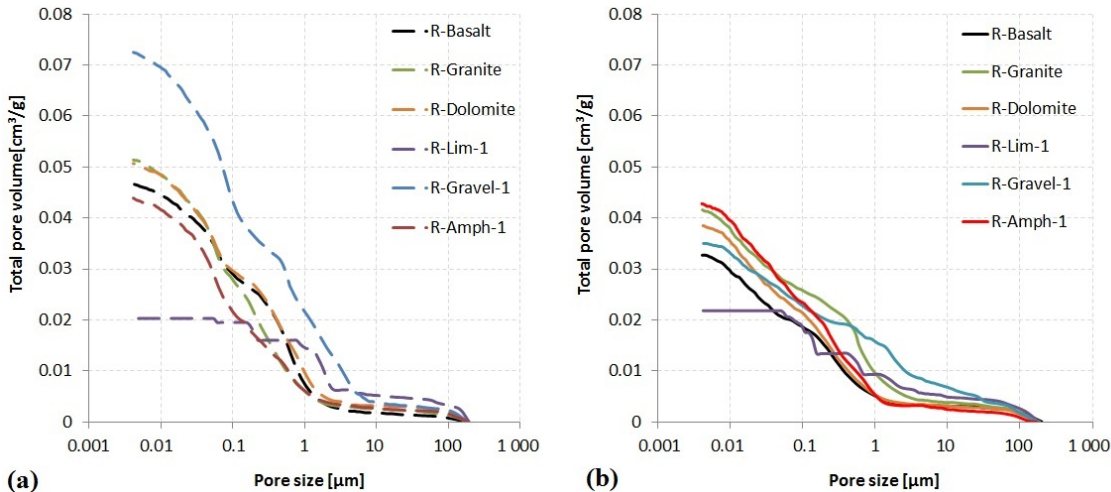 0.08
0.07
0.06
0.05
0.04
0.03
0.02
0.01
0
Total pore volume[cm³/g]
R-Basalt
R-Granite
R-Dolomite
R-Lim-1
R-Gravel-1
R-Amph-1
0.001
0.01
0.1
1
10
100
1 000
Pore size [µm]
(a)
0.08
0.07
0.06
0.05
0.04
0.03
0.02
0.01
0
Total pore volume [cm³/g]
R-Basalt
R-Granite
R-Dolomite
R-Lim-1
R-Gravel-1
R-Amph-1
0.001
0.01
0.1
1
10
100
1 000
Pore size [µm]
(b)